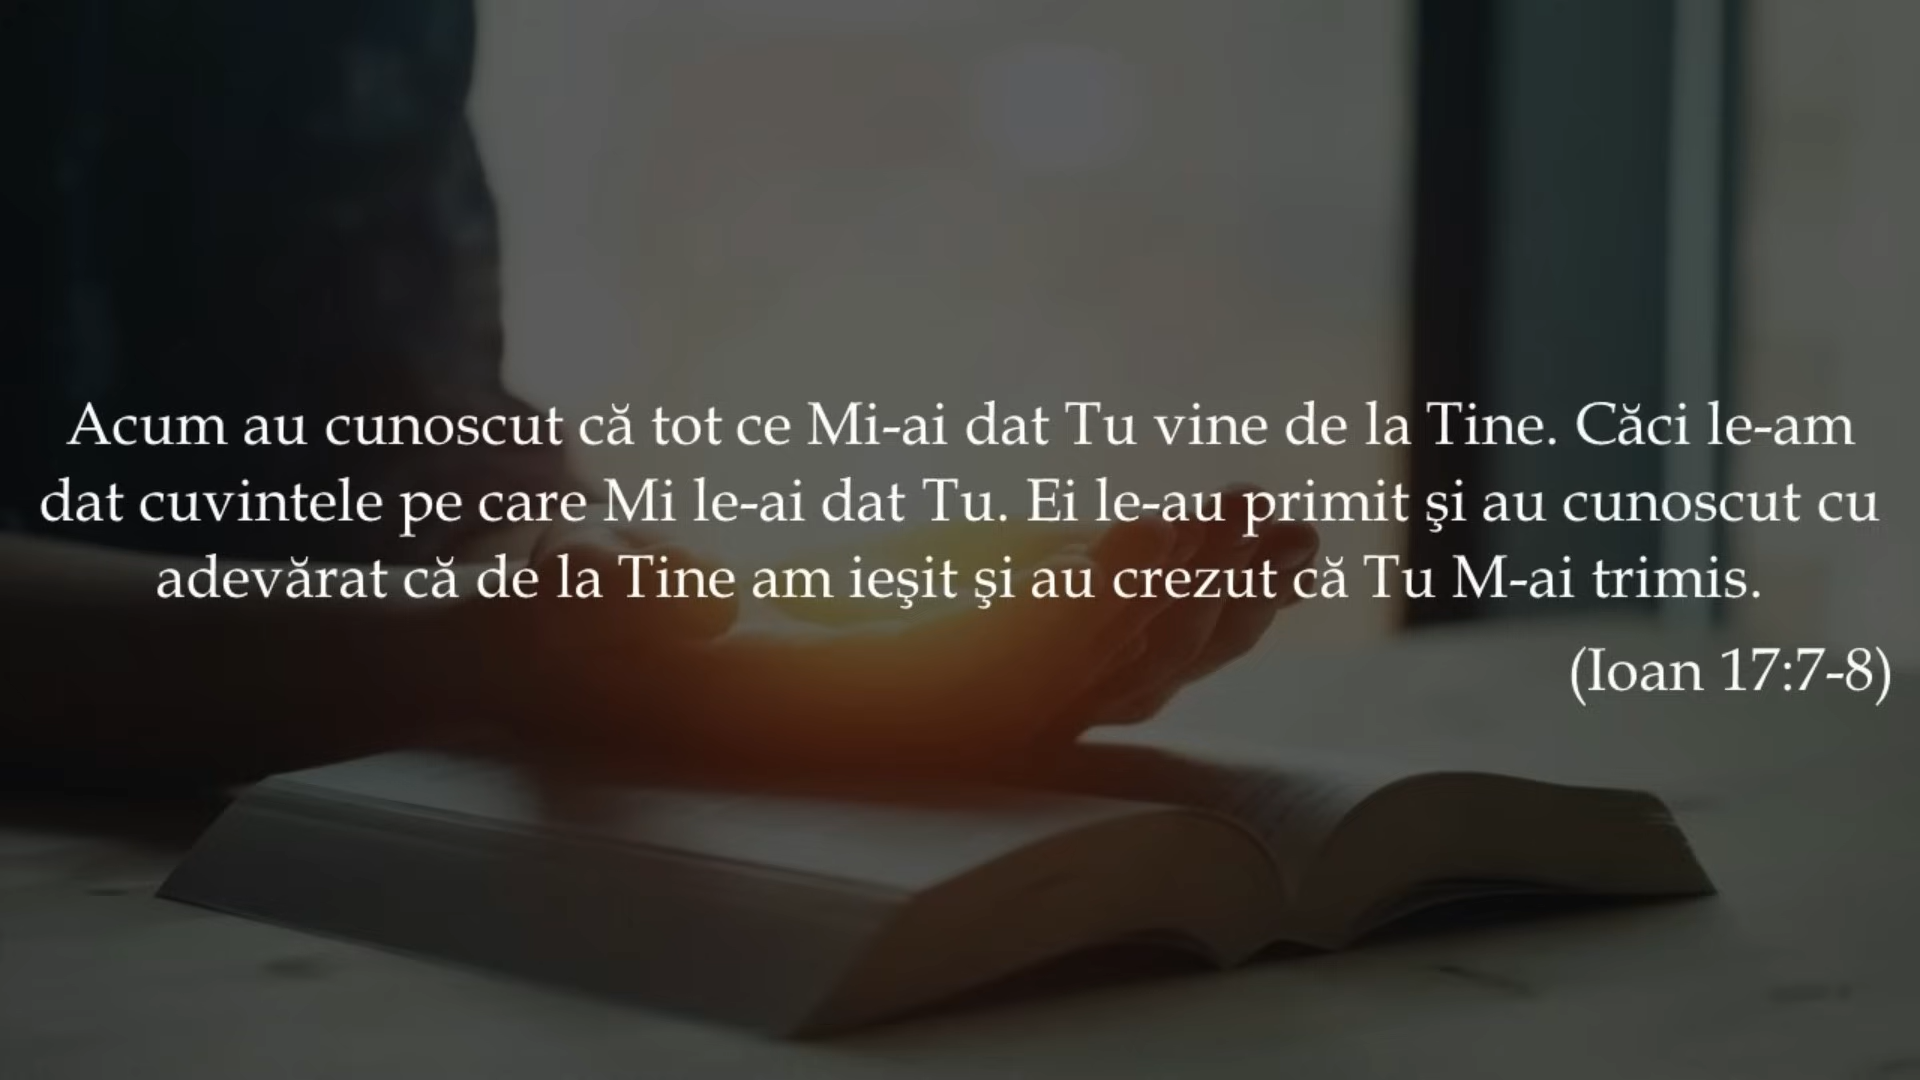 Acum au cunoscut că tot ce Mi-ai dat Tu vine de la Tine. Căci le-am
dat cuvintele pe care Mi le-ai dat Tu. Ei le-au primit şi au cunoscut cu
adevărat că de la Tine am ieşit şi au crezut că Tu M-ai trimis.
(Ioan 17:7-8)